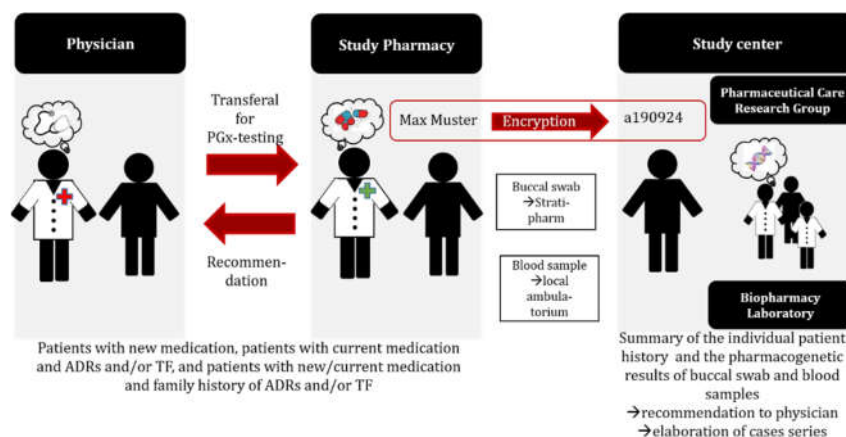 Physician
Study Pharmacy
Study center
Transferal
for
PGx-testing
Recommen-
dation
Max Muster
Encryption
a190924
Buccal swab
→Strati-
pharm
Blood sample
→local
ambula-
torium
Pharmaceutical Care
Research Group
Biopharmacy
Laboratory
Patients with new medication, patients with current medication
and ADRs and/or TF, and patients with new/current medication
and family history of ADRs and/or TF
Summary of the individual patient
history and the pharmacogenetic
results of buccal swab and blood
samples
→recommendation to physician
→elaboration of cases series